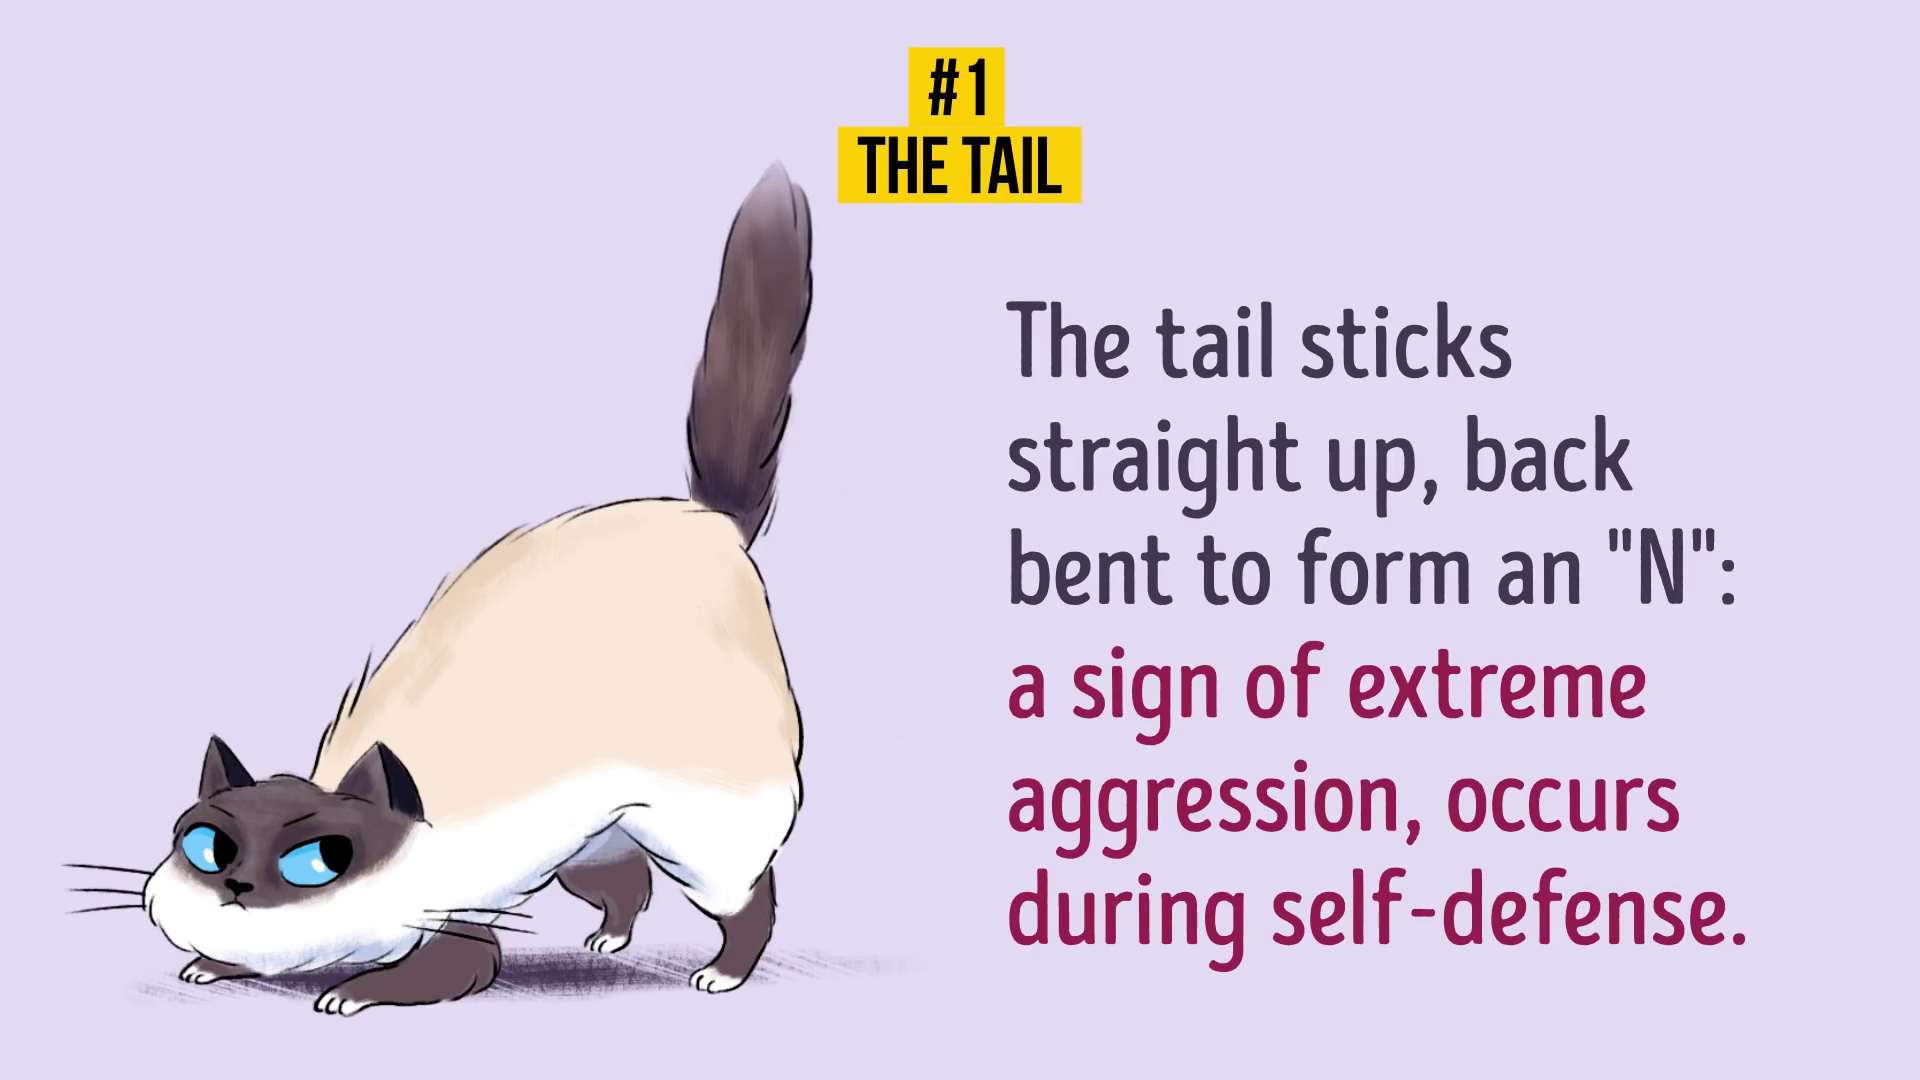 #1
THE TAIL
The tail sticks
straight up, back
bent to form an "N":
a sign of extreme
aggression, occurs
during self-defense.